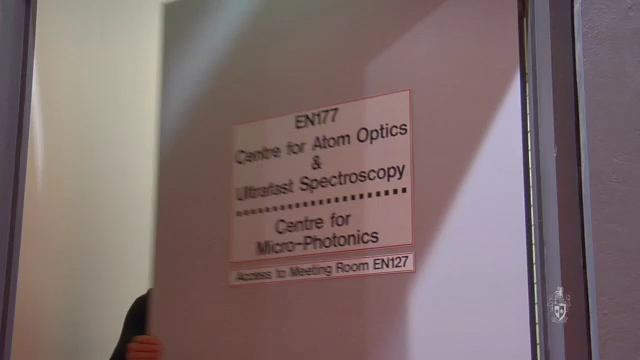 EN177
Centre for Atom Optics
&
Ultrafast Spectroscopy
Centre for
Micro-Photonics
Access to Meeting Room EN127